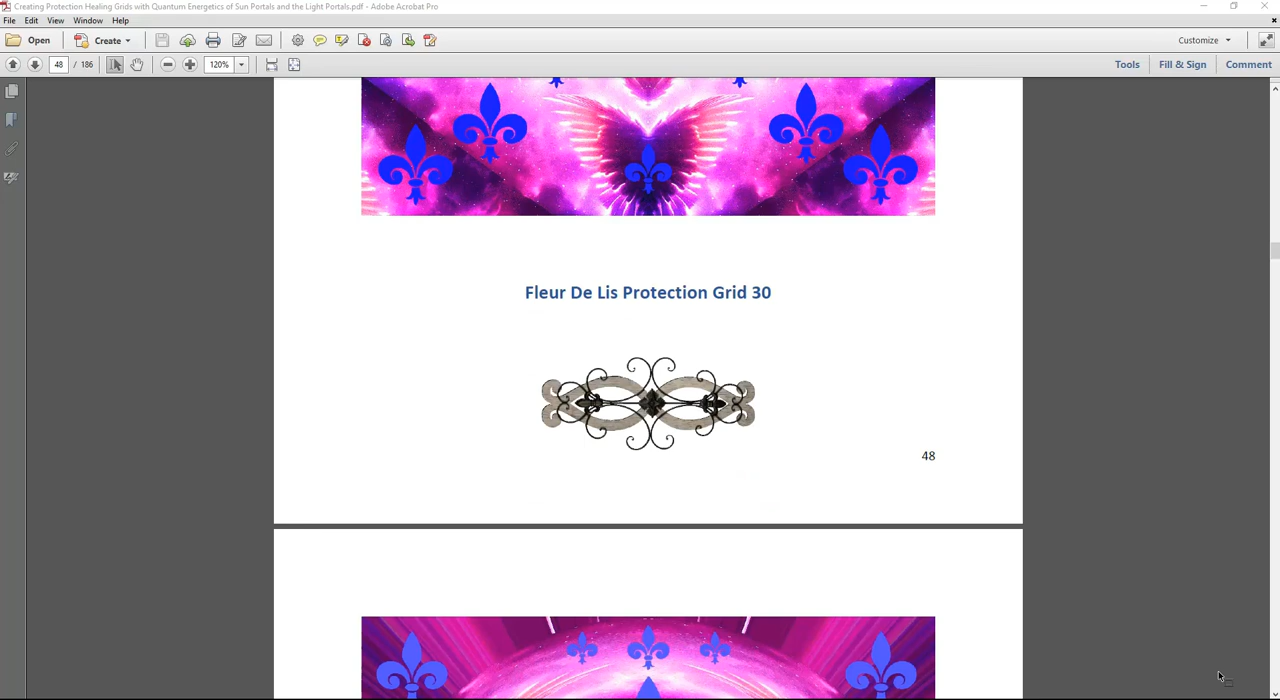 Creating Protection Healing Grids with Quantum Energetics of Sun Portals and the Light Portals.pdf - Adobe Acrobat Pro
File Edit View Window Help
Open Create Customize
48 / 186 120% Tools Fill & Sign Comment
Fleur De Lis Protection Grid 30
48